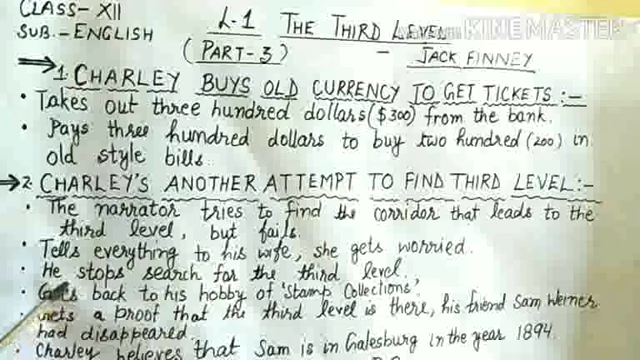 CLASS- XII
SUB.- ENGLISH
L-1 THE THIRD LEVEL
(PART-3) - JACK FINNEY
KINEMASTER
1. CHARLEY BUYS OLD CURRENCY TO GET TICKETS:-
• Takes out three hundred dollars ($300) from the bank.
• Pays three hundred dollars to buy two hundred (200) in
old style bills.
2. CHARLEY'S ANOTHER ATTEMPT TO FIND THIRD LEVEL:-
• The narrator tries to find the corridor that leads to the
third level, but fails.
• Tells everything to his wife, she gets worried.
• He stops search for the third level.
• Gets back to his hobby of 'Stamp Collections'
• Gets a proof that the third level is there, his friend Sam Weiner
had disappeared.
• Charley believes that Sam is in Galesburg in the year 1894.